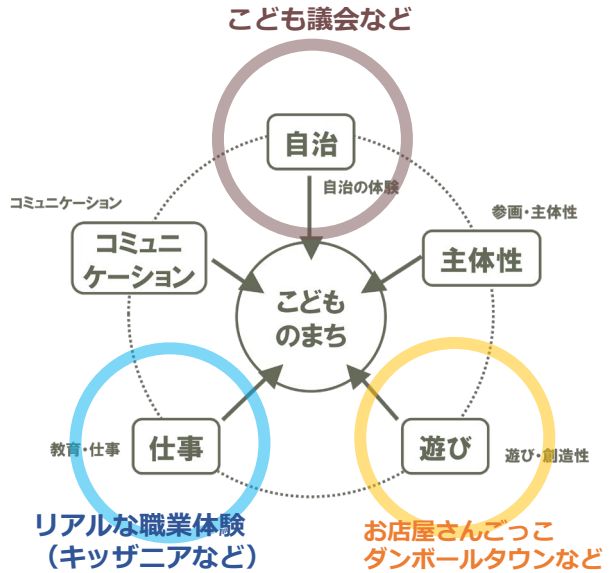 こども議会など
自治
自治の体験
コミュニケーション
参画・主体性
コミュニ
ケーション
主体性
こども
のまち
教育・仕事
仕事
遊び
遊び・創造性
リアルな職業体験
（キッザニアなど）
お店屋さんごっこ
ダンボールタウンなど